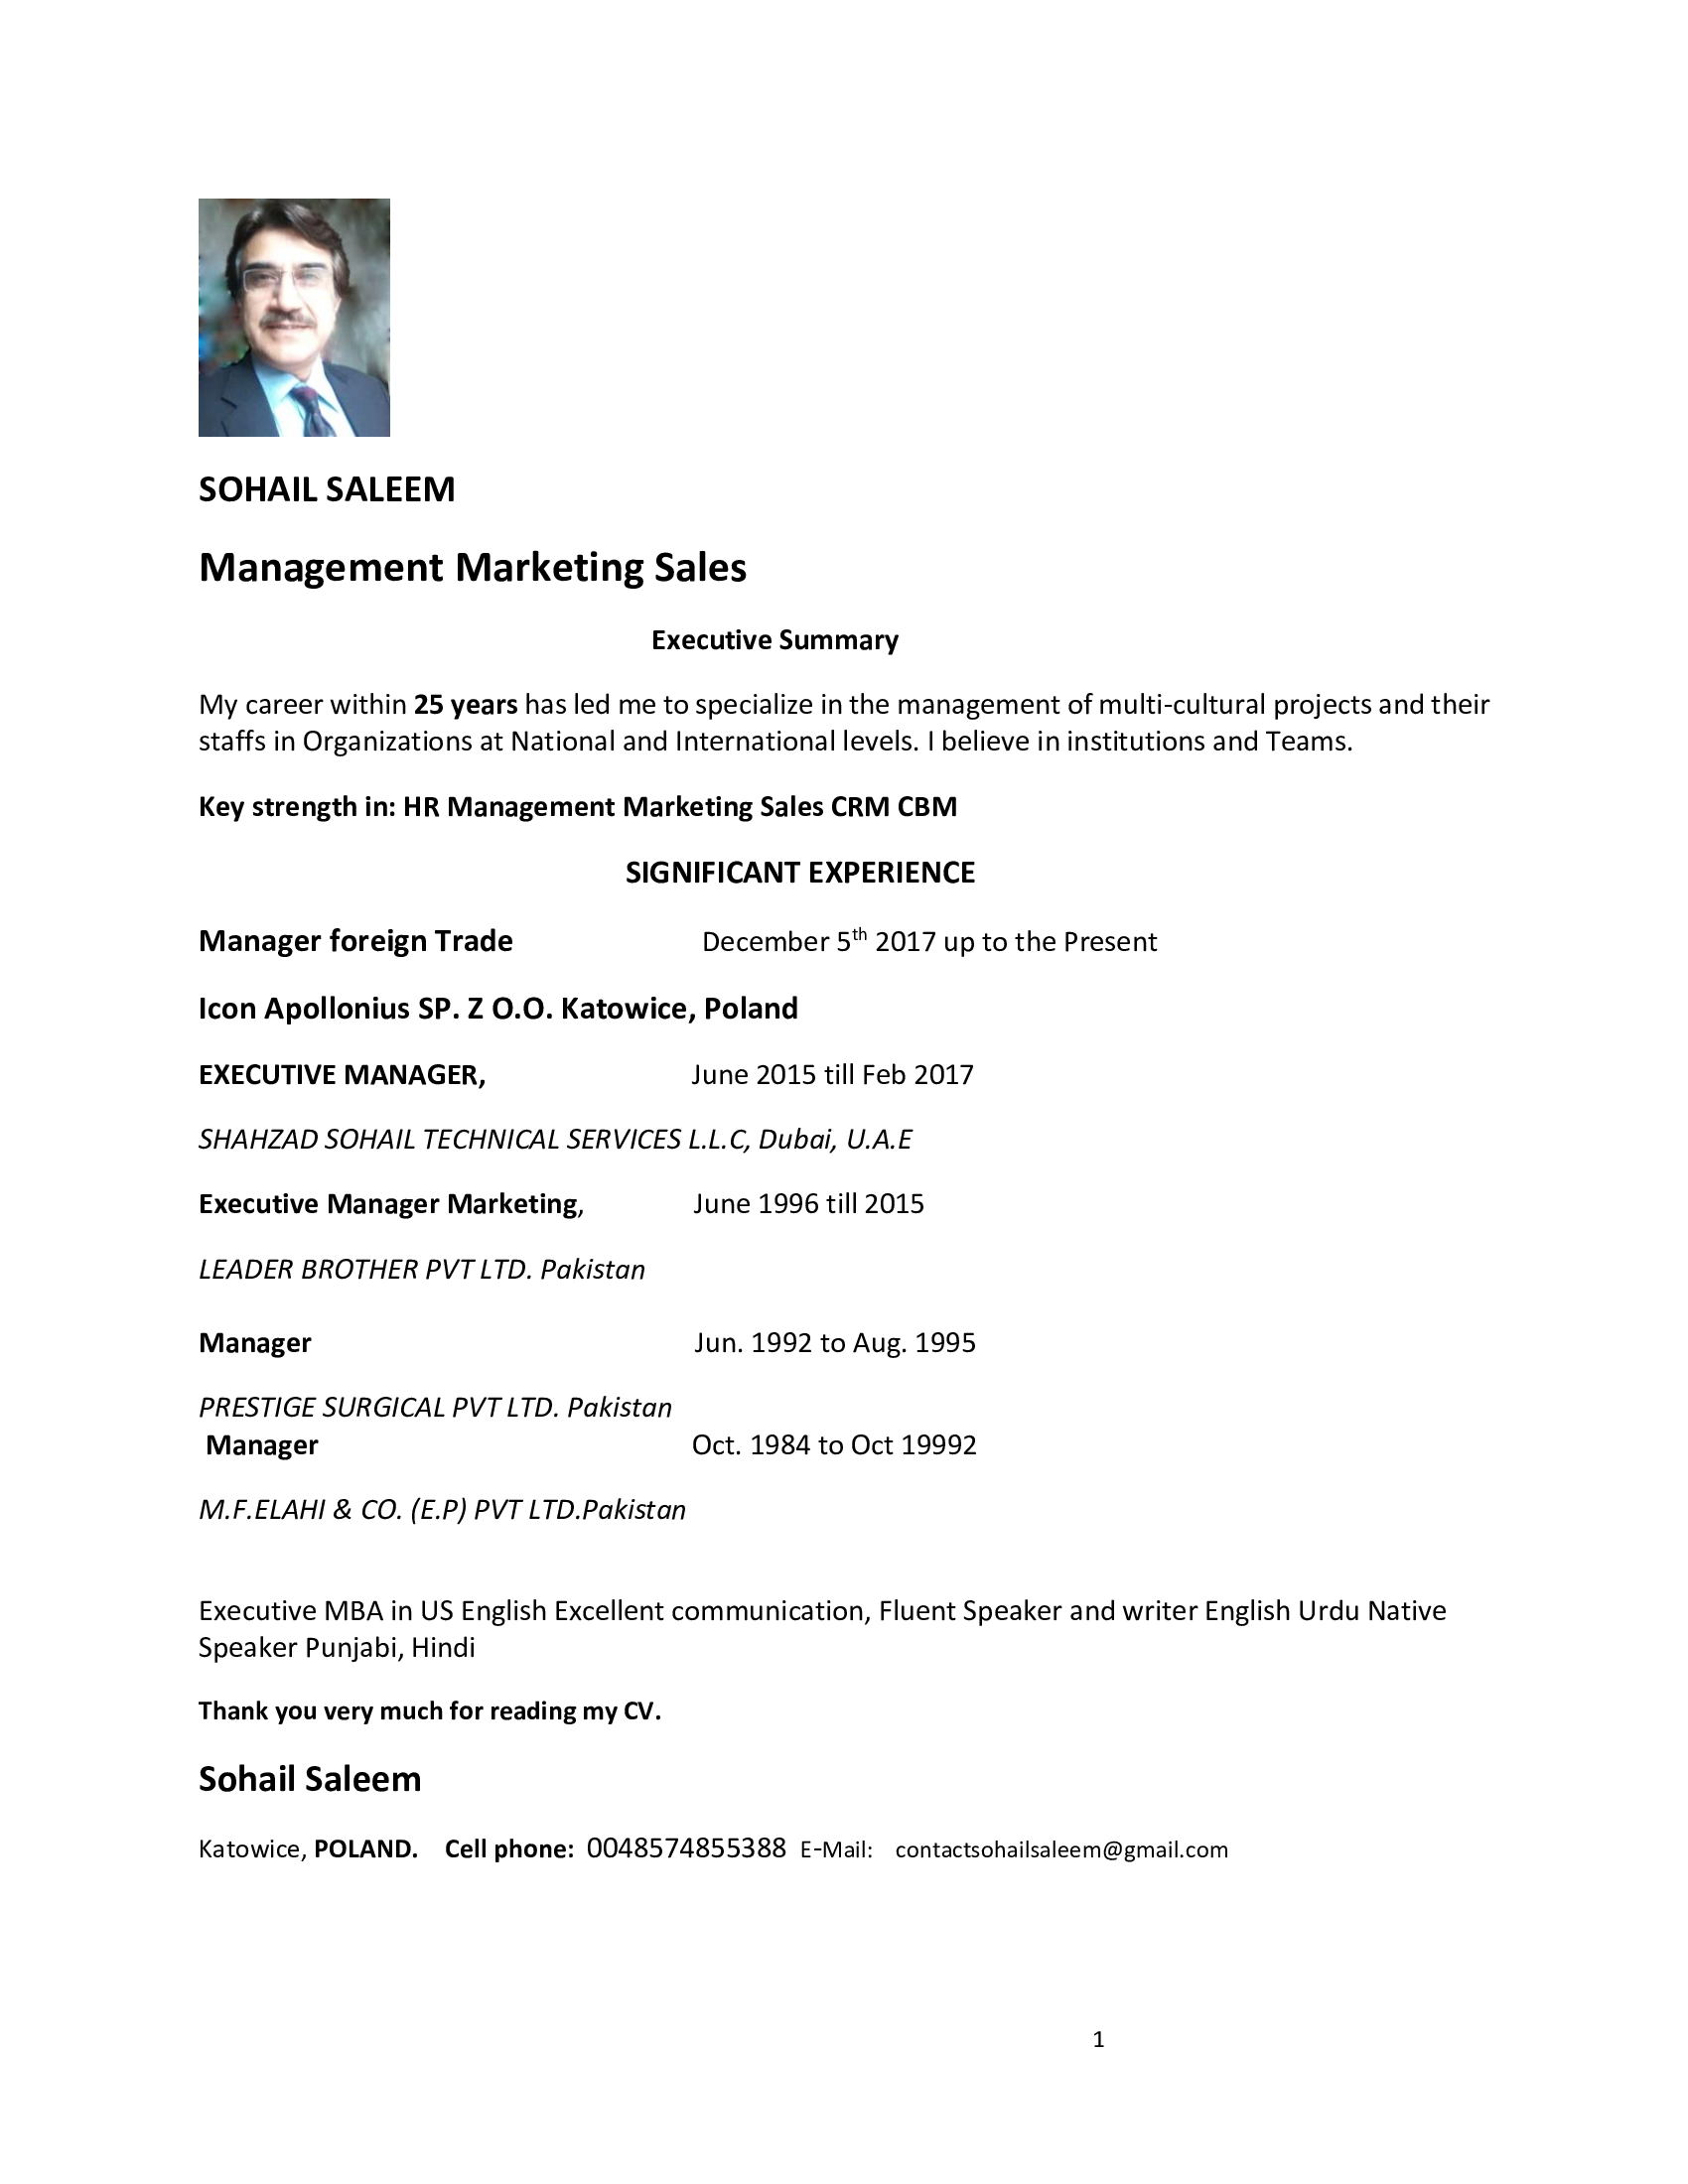 SOHAIL SALEEM
Management Marketing Sales
Executive Summary
My career within 25 years has led me to specialize in the management of multi-cultural projects and their
staffs in Organizations at National and International levels. I believe in institutions and Teams.
Key strength in: HR Management Marketing Sales CRM CBM
SIGNIFICANT EXPERIENCE
Manager foreign Trade December 5th 2017 up to the Present
Icon Apollonius SP. Z O.O. Katowice, Poland
EXECUTIVE MANAGER, June 2015 till Feb 2017
SHAHZAD SOHAIL TECHNICAL SERVICES L.L.C, Dubai, U.A.E
Executive Manager Marketing, June 1996 till 2015
LEADER BROTHER PVT LTD. Pakistan
Manager Jun. 1992 to Aug. 1995
PRESTIGE SURGICAL PVT LTD. Pakistan
Manager Oct. 1984 to Oct 19992
M.F.ELAHI & CO. (E.P) PVT LTD.Pakistan
Executive MBA in US English Excellent communication, Fluent Speaker and writer English Urdu Native
Speaker Punjabi, Hindi
Thank you very much for reading my CV.
Sohail Saleem
Katowice, POLAND. Cell phone: 0048574855388 E-Mail: contactsohailsaleem@gmail.com
1